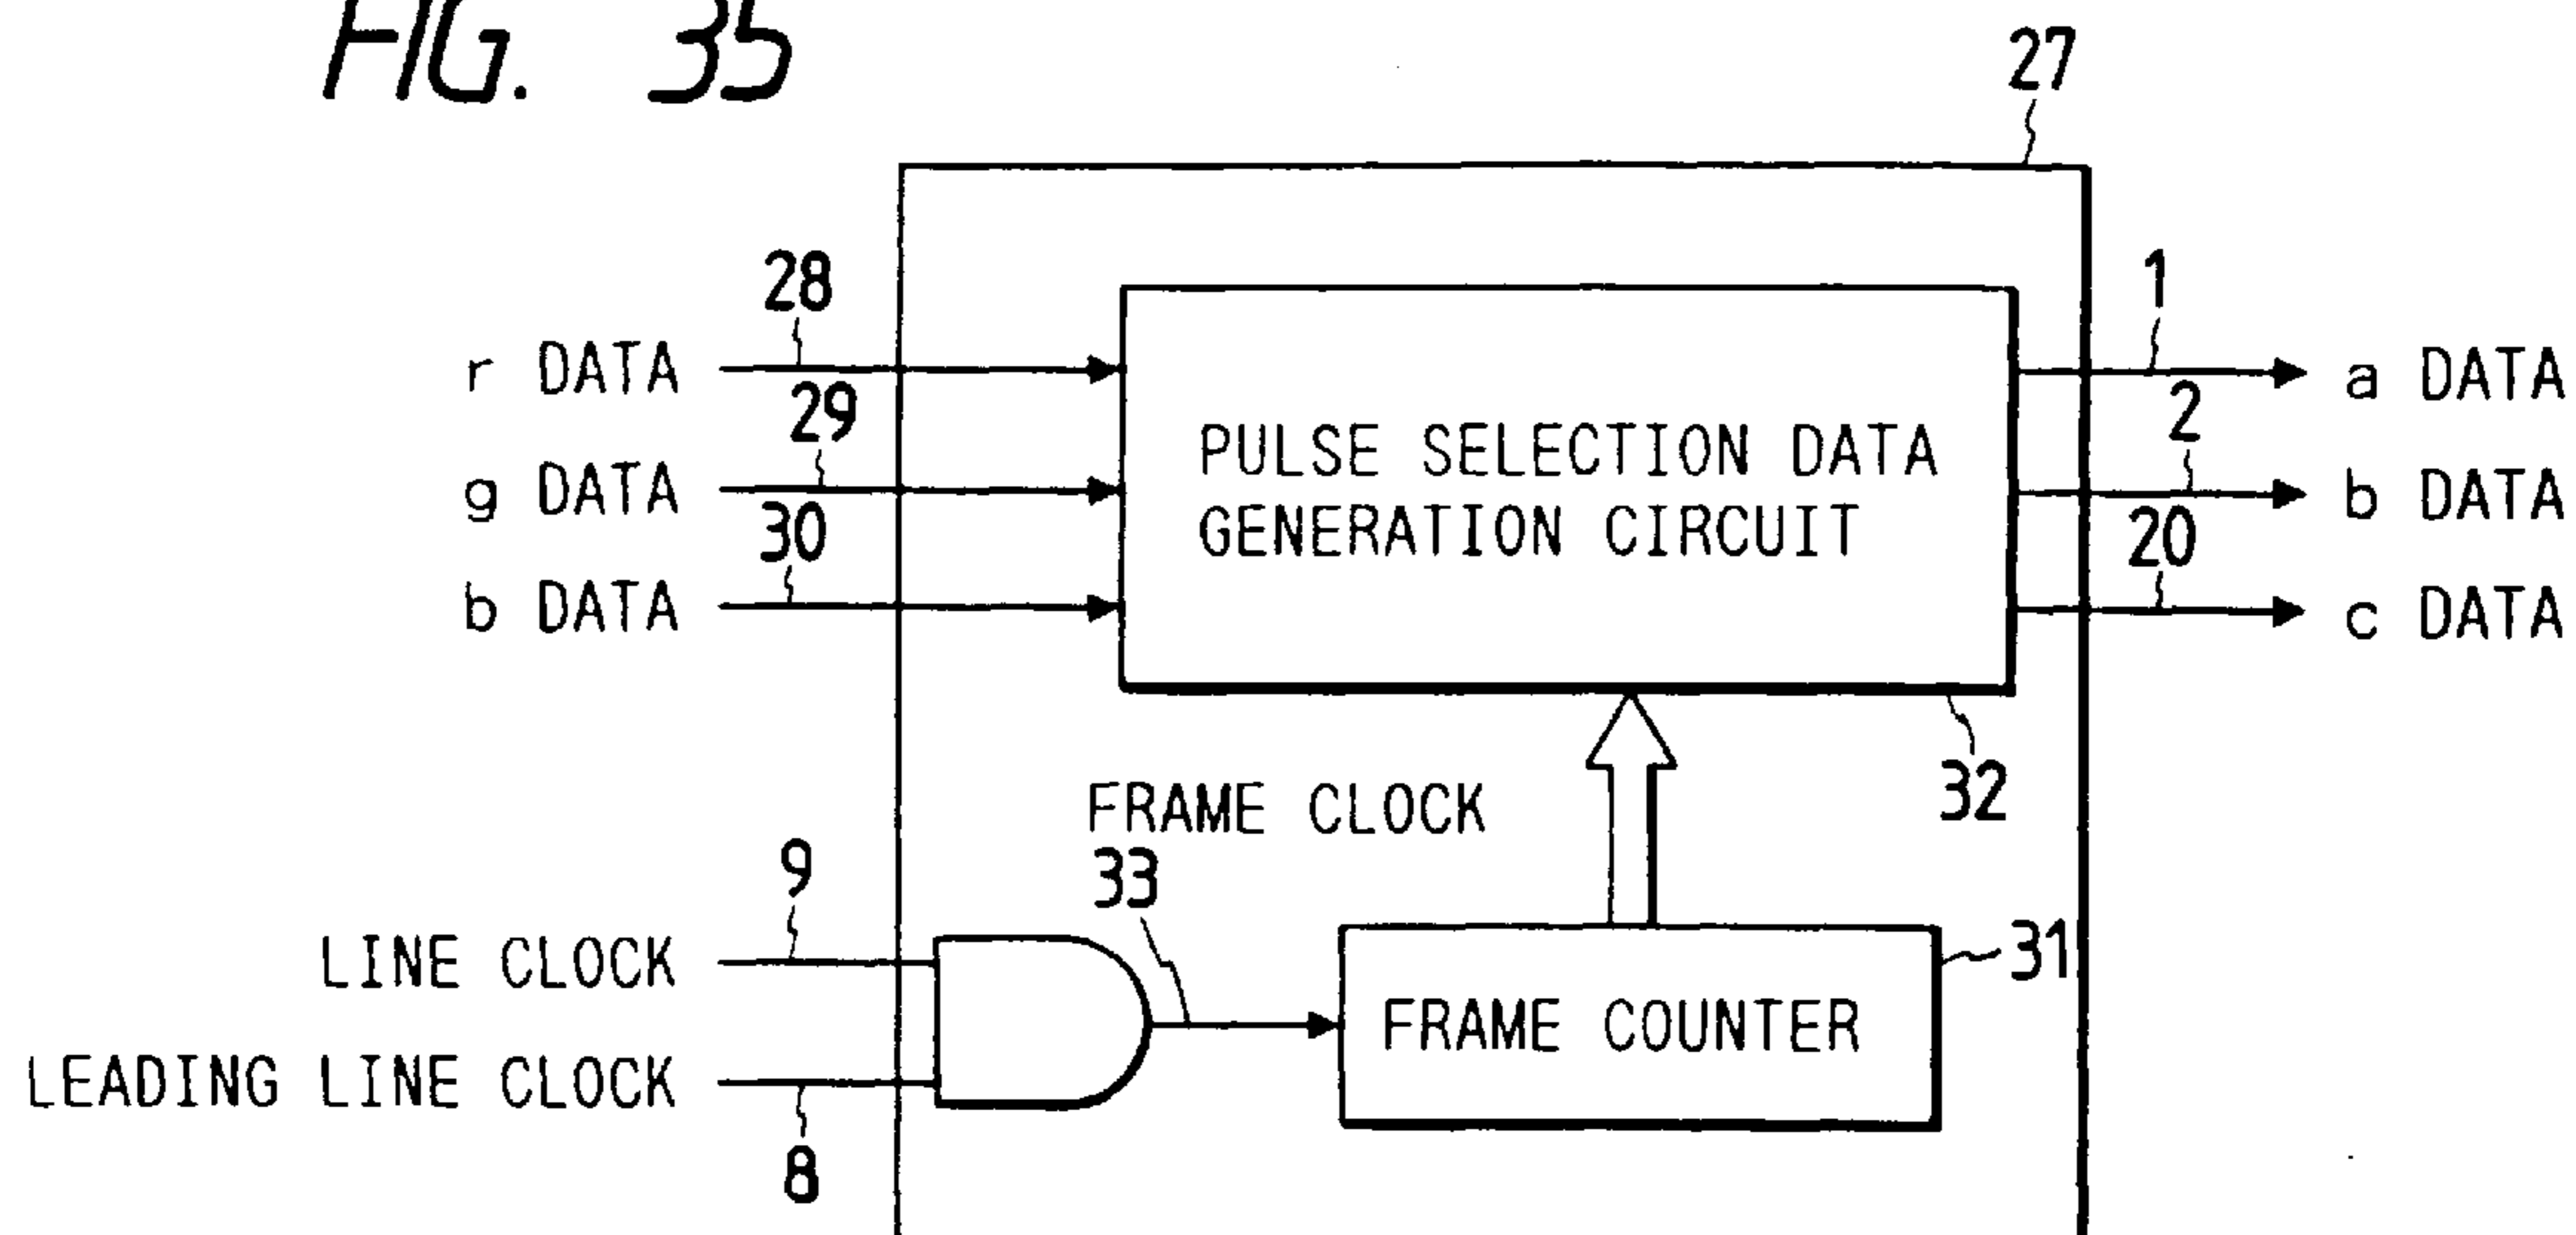 FIG. 35
27
28
r DATA
29
g DATA
30
b DATA
PULSE SELECTION DATA
GENERATION CIRCUIT
1
a DATA
2
b DATA
20
c DATA
32
FRAME CLOCK
33
9
LINE CLOCK
LEADING LINE CLOCK
8
FRAME COUNTER
31